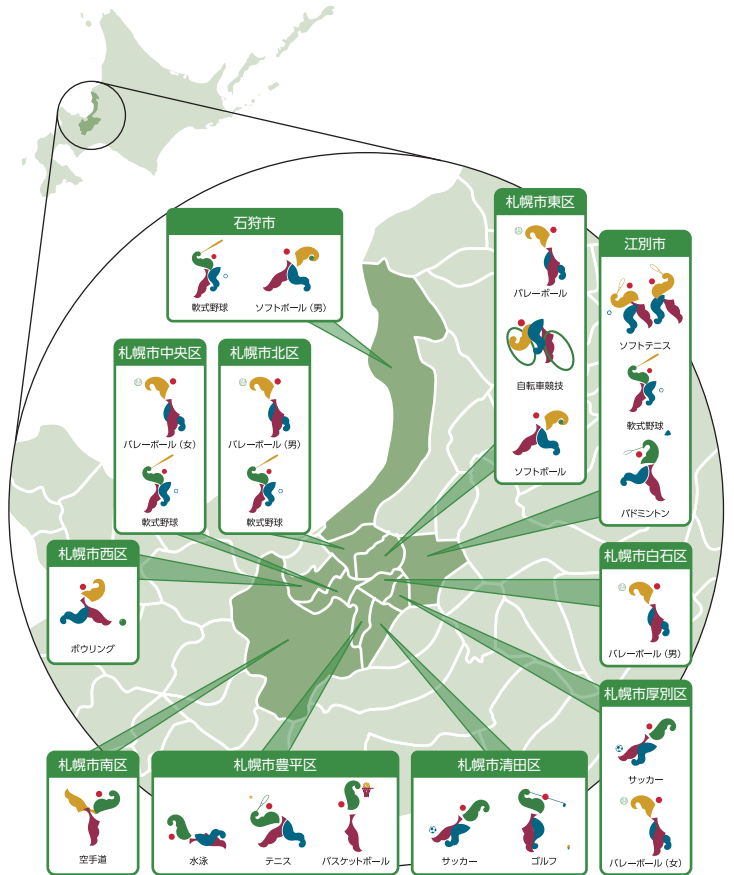 石狩市
軟式野球
ソフトボール（男）
札幌市東区
バレーボール
自転車競技
ソフトボール
江別市
ソフトテニス
軟式野球
バドミントン
札幌市中央区
バレーボール（女）
軟式野球
札幌市北区
バレーボール（男）
軟式野球
札幌市西区
ボウリング
札幌市白石区
バレーボール（男）
札幌市厚別区
サッカー
バレーボール（女）
札幌市南区
空手道
札幌市豊平区
水泳
テニス
バスケットボール
札幌市清田区
サッカー
ゴルフ